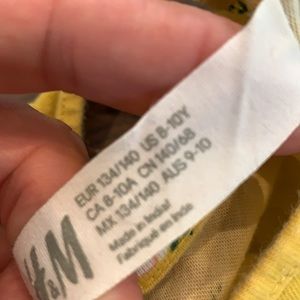 EUR 134/140 US 8-10Y
CA 8-10A CN 140/68
MX 134/140 AUS 9-10
Made in India/
Fabriqué en Inde
H&M